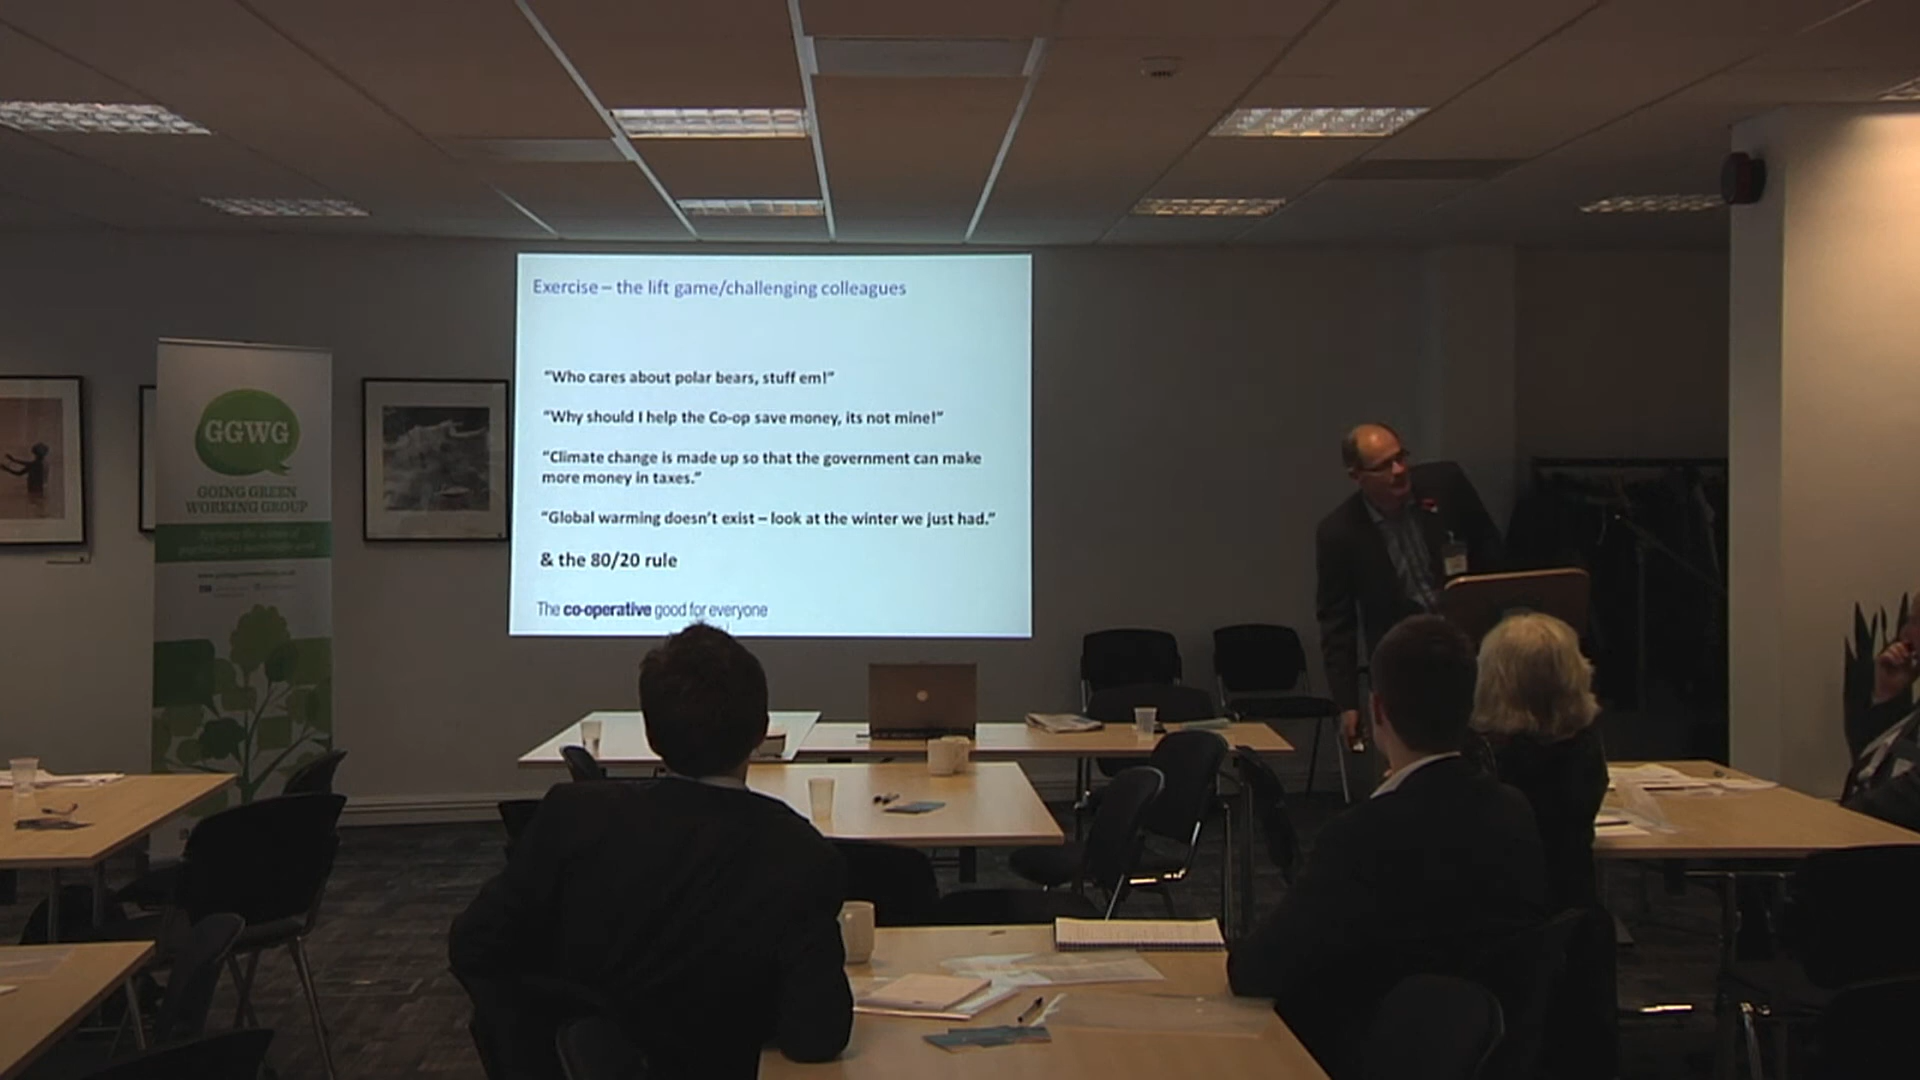 Exercise – the lift game/challenging colleagues
"Who cares about polar bears, stuff em!"
"Why should I help the Co-op save money, its not mine!"
"Climate change is made up so that the government can make
more money in taxes."
"Global warming doesn't exist – look at the winter we just had."
& the 80/20 rule
The co-operative good for everyone
GGWG
GOING GREEN
WORKING GROUP